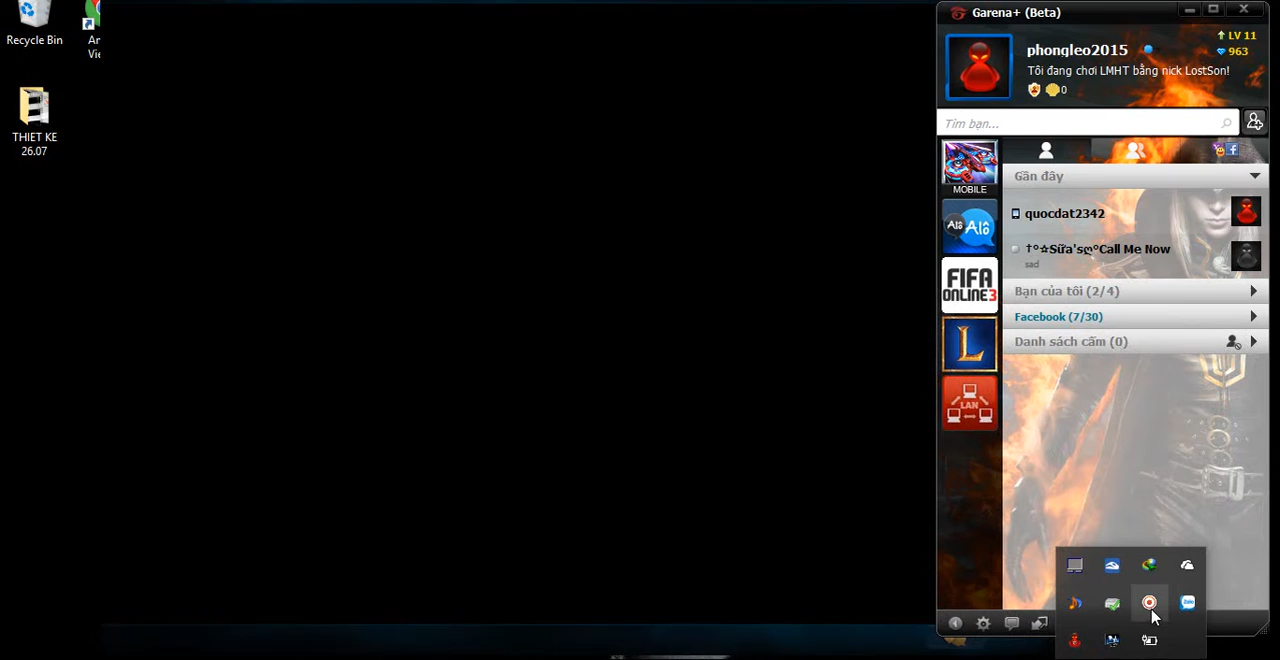 Recycle Bin
An
Vie
THIET KE
26.07
Garena+ (Beta)
LV 11
phongleo2015
963
Tôi đang chơi LMHT bằng nick LostSon!
0
Tìm bạn...
MOBILE
Gần đây
quocdat2342
Alô Alô
†°☆Sữa'sღ°Call Me Now
sad
FIFA
ONLINE3
Bạn của tôi (2/4)
Facebook (7/30)
L
Danh sách cấm (0)
LAN
Zalo